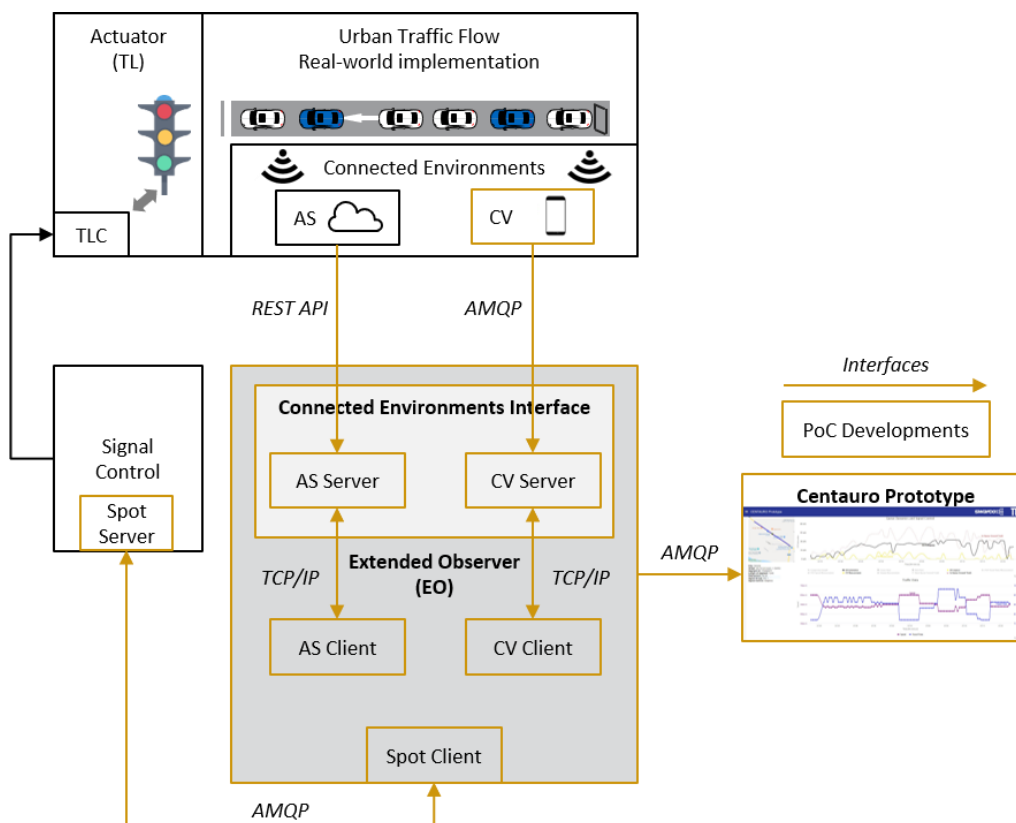 Actuator
(TL)
Urban Traffic Flow
Real-world implementation
Connected Environments
AS
CV
TLC
REST API
AMQP
Interfaces
PoC Developments
Connected Environments Interface
Signal
Control
AS Server
CV Server
Spot
Server
Centauro Prototype
Extended Observer
(EO)
TCP/IP
TCP/IP
AMQP
AS Client
CV Client
Spot Client
AMQP